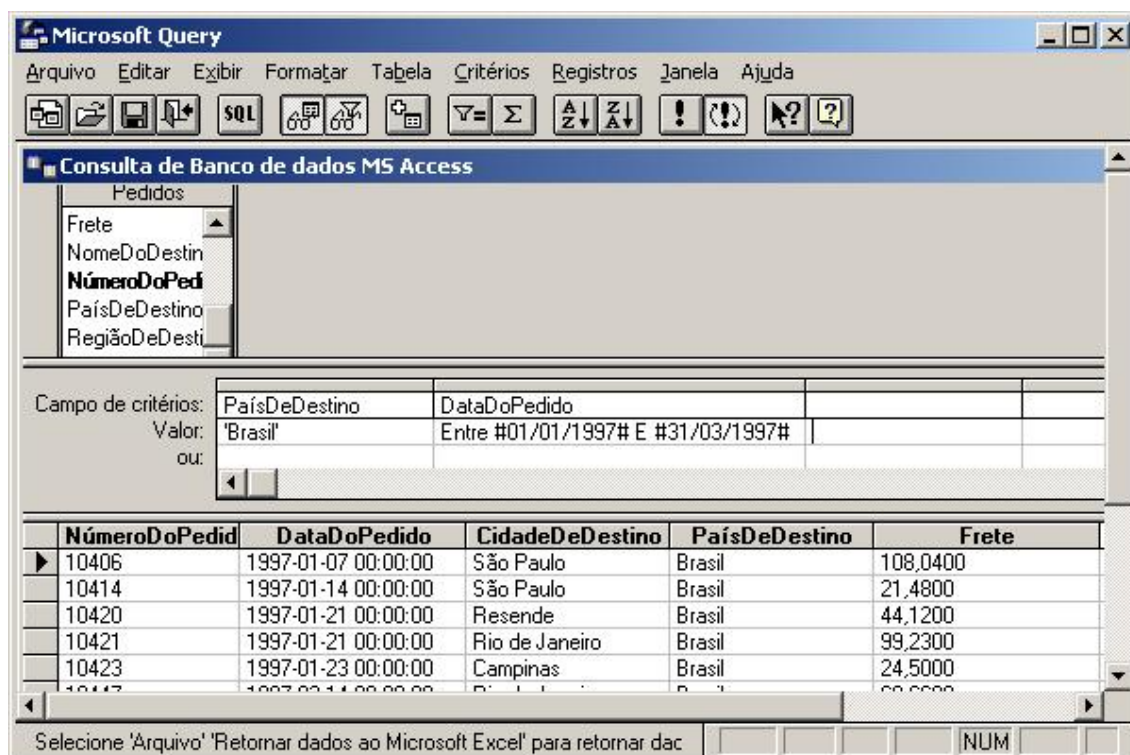 Microsoft Query
Arquivo Editar Exibir Formatar Tabela Critérios Registros Janela Ajuda
SQL
Consulta de Banco de dados MS Access
Pedidos
Frete
NomeDoDestin
NúmeroDoPedi
PaísDeDestino
RegiãoDeDesti
Campo de critérios: PaísDeDestino DataDoPedido
Valor: 'Brasil' Entre #01/01/1997# E #31/03/1997#
ou:
NúmeroDoPedid DataDoPedido CidadeDeDestino PaísDeDestino Frete
10406 1997-01-07 00:00:00 São Paulo Brasil 108,0400
10414 1997-01-14 00:00:00 São Paulo Brasil 21,4800
10420 1997-01-21 00:00:00 Resende Brasil 44,1200
10421 1997-01-21 00:00:00 Rio de Janeiro Brasil 99,2300
10423 1997-01-23 00:00:00 Campinas Brasil 24,5000
Selecione 'Arquivo' 'Retornar dados ao Microsoft Excel' para retornar dac NUM